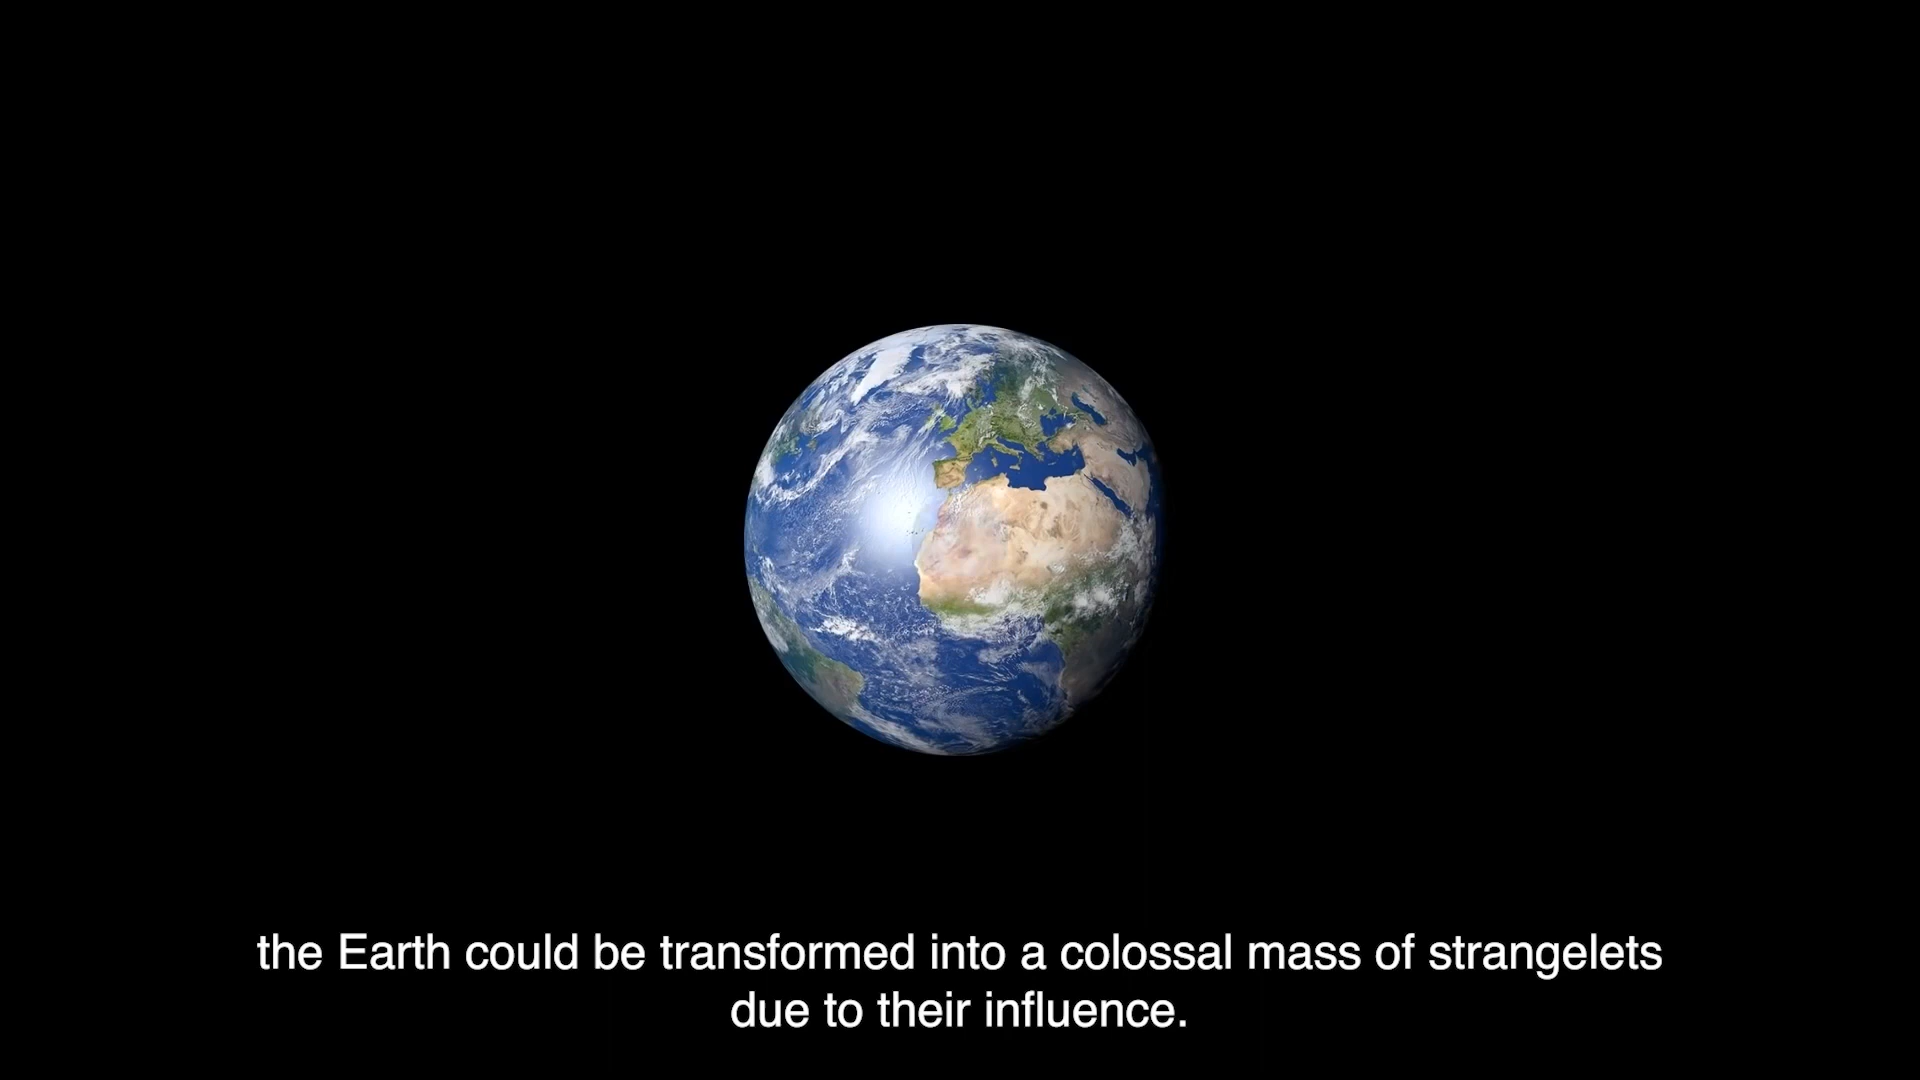 the Earth could be transformed into a colossal mass of strangelets
due to their influence.